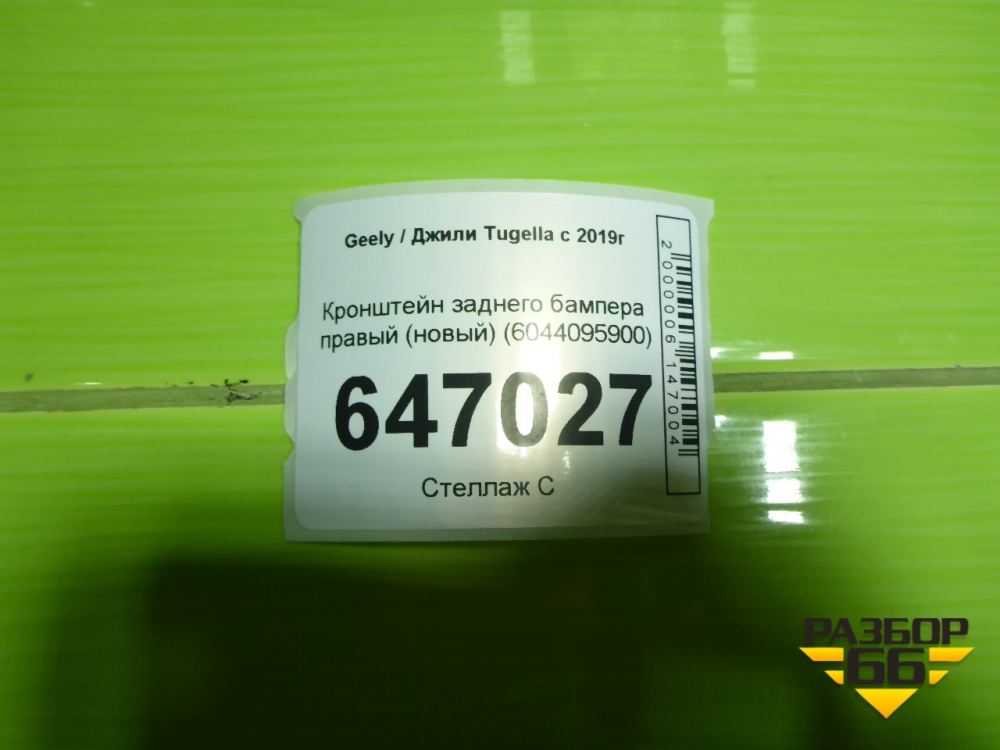 Geely / Джили Tugella с 2019г
Кронштейн заднего бампера
правый (новый) (6044095900)
647027
Стеллаж С
2000006147004
РАЗБОР
66